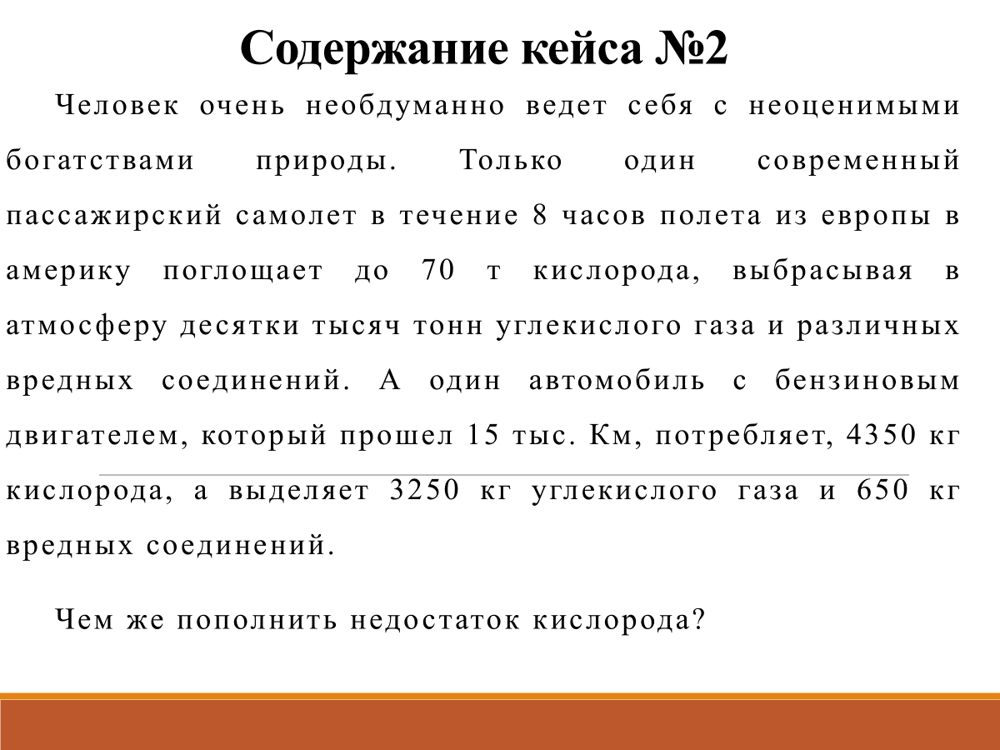 Содержание кейса №2
Человек очень необдуманно ведет себя с неоценимыми
богатствами природы. Только один современный
пассажирский самолет в течение 8 часов полета из европы в
америку поглощает до 70 т кислорода, выбрасывая в
атмосферу десятки тысяч тонн углекислого газа и различных
вредных соединений. А один автомобиль с бензиновым
двигателем, который прошел 15 тыс. Км, потребляет, 4350 кг
кислорода, а выделяет 3250 кг углекислого газа и 650 кг
вредных соединений.
Чем же пополнить недостаток кислорода?